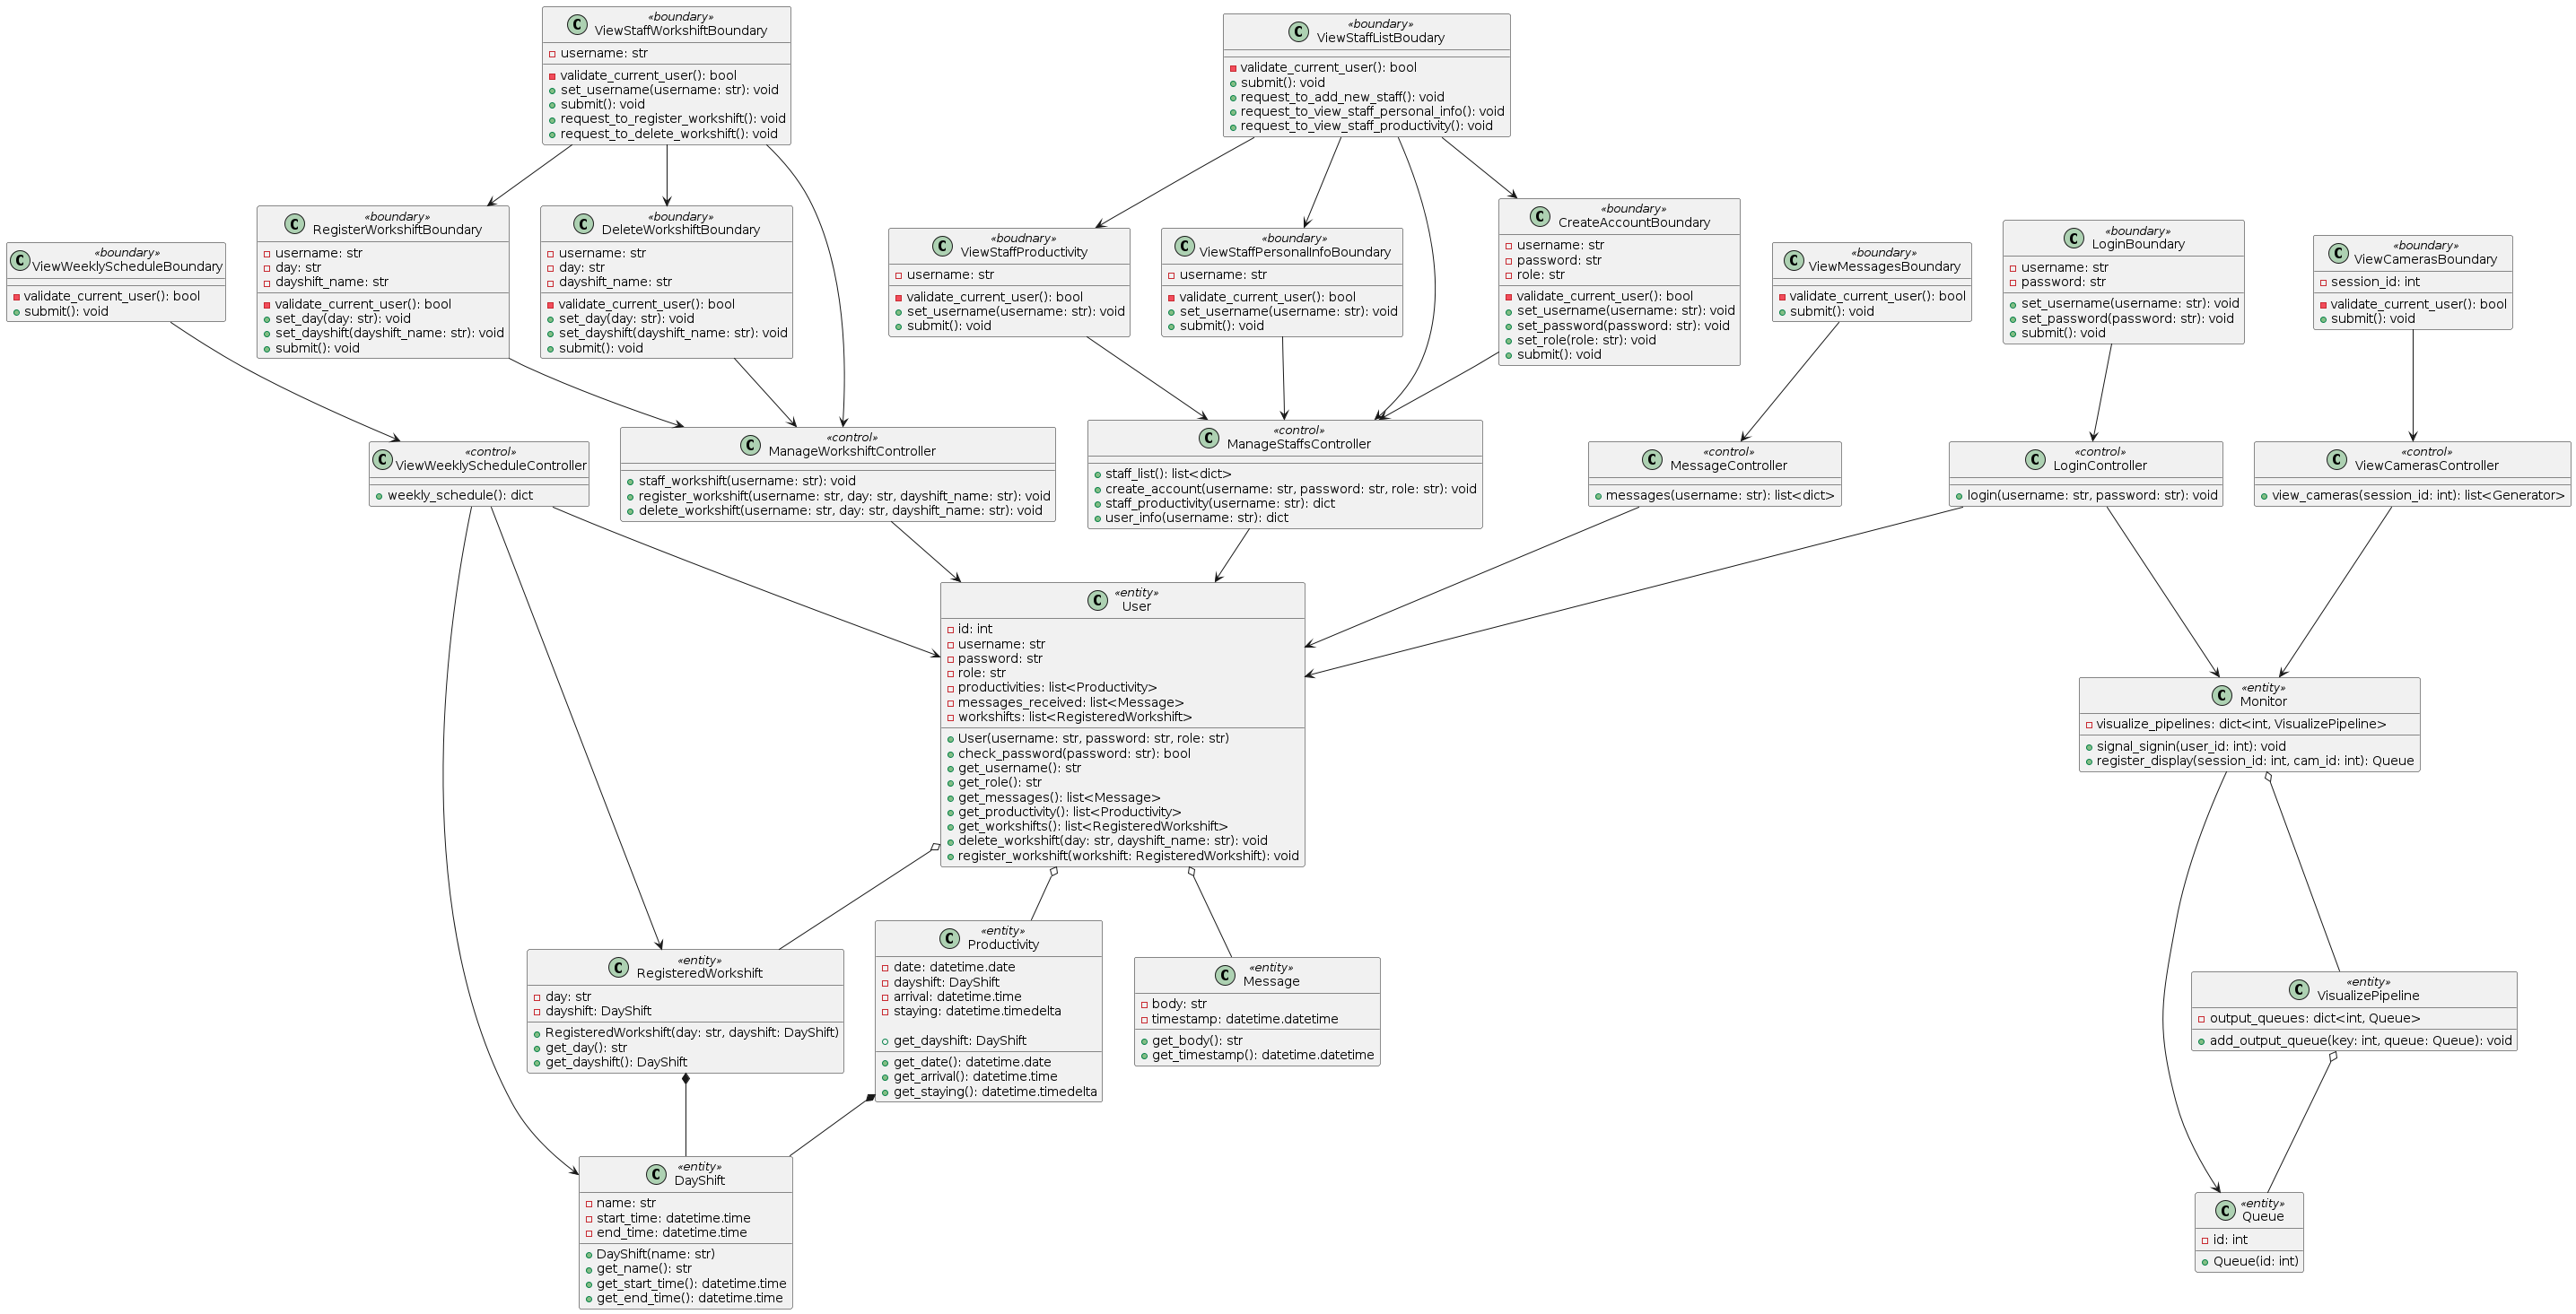 «boundary»
C ViewStaffWorkshiftBoundary
username: str
validate_current_user(): bool
set_username(username: str): void
submit(): void
request_to_register_workshift(): void
request_to_delete_workshift(): void
«boundary»
C ViewStaffListBoudary
validate_current_user(): bool
submit(): void
request_to_add_new_staff(): void
request_to_view_staff_personal_info(): void
request_to_view_staff_productivity(): void
«boundary»
C ViewWeeklyScheduleBoundary
validate_current_user(): bool
submit(): void
«boundary»
C RegisterWorkshiftBoundary
username: str
day: str
dayshift_name: str
validate_current_user(): bool
set_day(day: str): void
set_dayshift(dayshift_name: str): void
submit(): void
«boundary»
C DeleteWorkshiftBoundary
username: str
day: str
dayshift_name: str
validate_current_user(): bool
set_day(day: str): void
set_dayshift(dayshift_name: str): void
submit(): void
«boudnary»
C ViewStaffProductivity
username: str
validate_current_user(): bool
set_username(username: str): void
submit(): void
«boundary»
C ViewStaffPersonalInfoBoundary
username: str
validate_current_user(): bool
set_username(username: str): void
submit(): void
«boundary»
C CreateAccountBoundary
username: str
password: str
role: str
validate_current_user(): bool
set_username(username: str): void
set_password(password: str): void
set_role(role: str): void
submit(): void
«boundary»
C ViewMessagesBoundary
validate_current_user(): bool
submit(): void
«boundary»
C LoginBoundary
username: str
password: str
set_username(username: str): void
set_password(password: str): void
submit(): void
«boundary»
C ViewCamerasBoundary
session_id: int
validate_current_user(): bool
submit(): void
«control»
C ViewWeeklyScheduleController
weekly_schedule(): dict
«control»
C ManageWorkshiftController
staff_workshift(username: str): void
register_workshift(username: str, day: str, dayshift_name: str): void
delete_workshift(username: str, day: str, dayshift_name: str): void
«control»
C ManageStaffsController
staff_list(): list<dict>
create_account(username: str, password: str, role: str): void
staff_productivity(username: str): dict
user_info(username: str): dict
«control»
C MessageController
messages(username: str): list<dict>
«control»
C LoginController
login(username: str, password: str): void
«control»
C ViewCamerasController
view_cameras(session_id: int): list<Generator>
«entity»
C User
id: int
username: str
password: str
role: str
productivities: list<Productivity>
messages_received: list<Message>
workshifts: list<RegisteredWorkshift>
User(username: str, password: str, role: str)
check_password(password: str): bool
get_username(): str
get_role(): str
get_messages(): list<Message>
get_productivity(): list<Productivity>
get_workshifts(): list<RegisteredWorkshift>
delete_workshift(day: str, dayshift_name: str): void
register_workshift(workshift: RegisteredWorkshift): void
«entity»
C Monitor
visualize_pipelines: dict<int, VisualizePipeline>
signal_signin(user_id: int): void
register_display(session_id: int, cam_id: int): Queue
«entity»
C RegisteredWorkshift
day: str
dayshift: DayShift
RegisteredWorkshift(day: str, dayshift: DayShift)
get_day(): str
get_dayshift(): DayShift
«entity»
C Productivity
date: datetime.date
dayshift: DayShift
arrival: datetime.time
staying: datetime.timedelta
get_dayshift: DayShift
get_date(): datetime.date
get_arrival(): datetime.time
get_staying(): datetime.timedelta
«entity»
C Message
body: str
timestamp: datetime.datetime
get_body(): str
get_timestamp(): datetime.datetime
«entity»
C VisualizePipeline
output_queues: dict<int, Queue>
add_output_queue(key: int, queue: Queue): void
«entity»
C DayShift
name: str
start_time: datetime.time
end_time: datetime.time
DayShift(name: str)
get_name(): str
get_start_time(): datetime.time
get_end_time(): datetime.time
«entity»
C Queue
id: int
Queue(id: int)